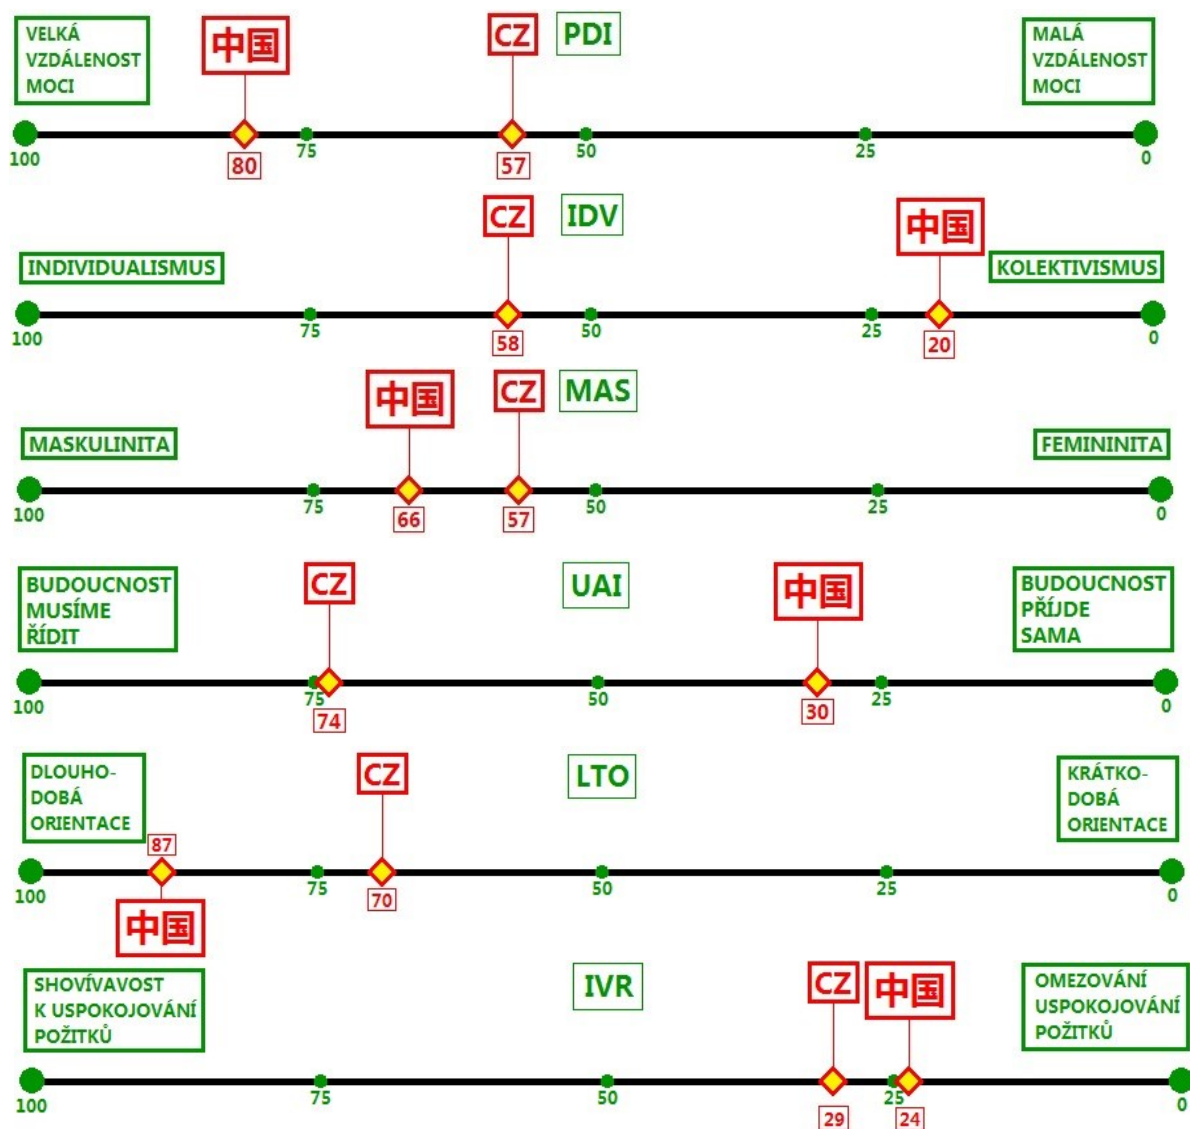 VELKÁ
VZDÁLENOST
MOCI
中国
CZ
PDI
MALÁ
VZDÁLENOST
MOCI
100
80
75
57
50
25
0
INDIVIDUALISMUS
CZ
IDV
中国
KOLEKTIVISMUS
100
75
58
50
25
20
0
MASKULINITA
中国
CZ
MAS
FEMININITA
100
75
66
57
50
25
0
BUDOUCNOST
MUSÍME
ŘÍDIT
CZ
UAI
中国
BUDOUCNOST
PŘÍJDE
SAMA
100
75
74
50
30
25
0
DLOUHO-
DOBÁ
ORIENTACE
87
中国
CZ
LTO
KRÁTKO-
DOBÁ
ORIENTACE
100
75
70
50
25
0
SHOVÍVAVOST
K USPOKOJOVÁNÍ
POŽITKŮ
IVR
CZ
中国
OMEZOVÁNÍ
USPOKOJOVÁNÍ
POŽITKŮ
100
75
50
29
25
24
0